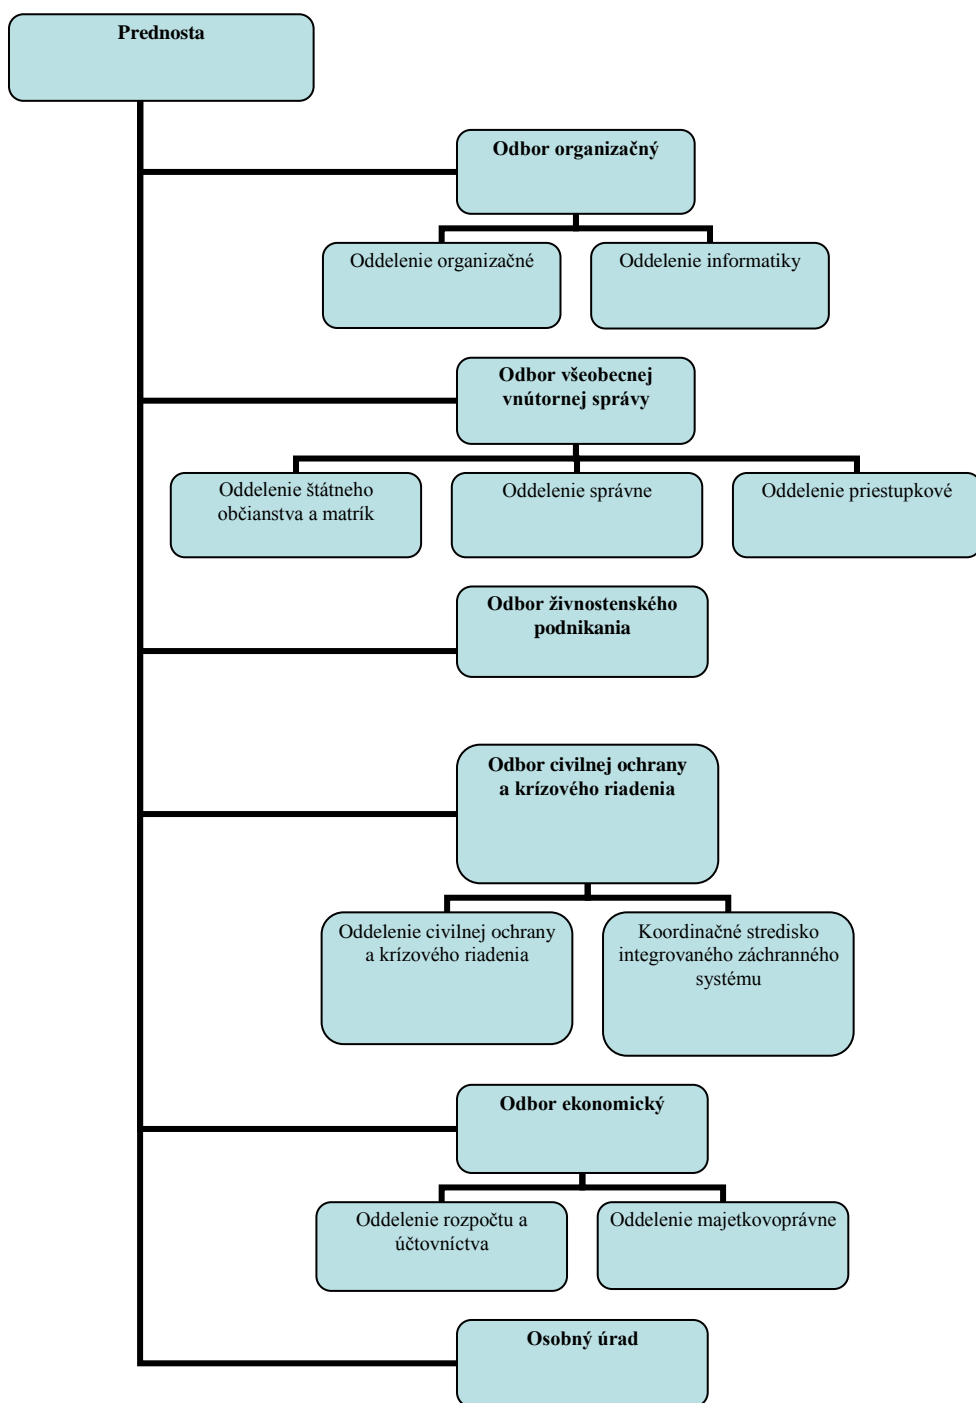 Prednosta
Odbor organizačný
Oddelenie organizačné
Oddelenie informatiky
Odbor všeobecnej
vnútornej správy
Oddelenie štátneho
občianstva a matrík
Oddelenie správne
Oddelenie priestupkové
Odbor živnostenského
podnikania
Odbor civilnej ochrany
a krízového riadenia
Oddelenie civilnej ochrany
a krízového riadenia
Koordinačné stredisko
integrovaného záchranného
systému
Odbor ekonomický
Oddelenie rozpočtu a
účtovníctva
Oddelenie majetkovoprávne
Osobný úrad